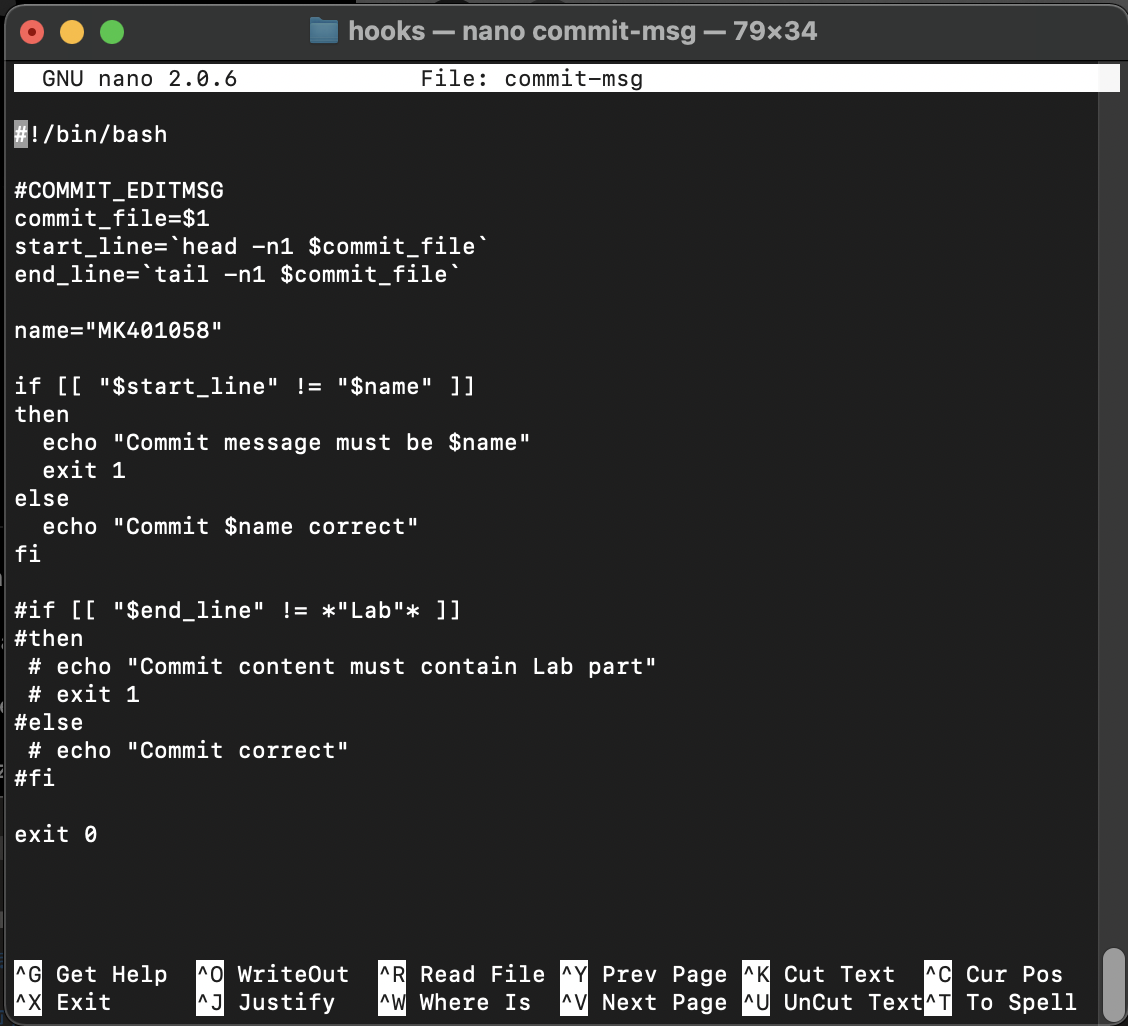 hooks — nano commit-msg — 79×34
GNU nano 2.0.6 File: commit-msg
#!/bin/bash
#COMMIT_EDITMSG
commit_file=$1
start_line=`head -n1 $commit_file`
end_line=`tail -n1 $commit_file`
name="MK401058"
if [[ "$start_line" != "$name" ]]
then
  echo "Commit message must be $name"
  exit 1
else
  echo "Commit $name correct"
fi
#if [[ "$end_line" != *"Lab"* ]]
#then
 # echo "Commit content must contain Lab part"
 # exit 1
#else
 # echo "Commit correct"
#fi
exit 0
^G Get Help ^O WriteOut ^R Read File ^Y Prev Page ^K Cut Text ^C Cur Pos
^X Exit ^J Justify ^W Where Is ^V Next Page ^U UnCut Text ^T To Spell